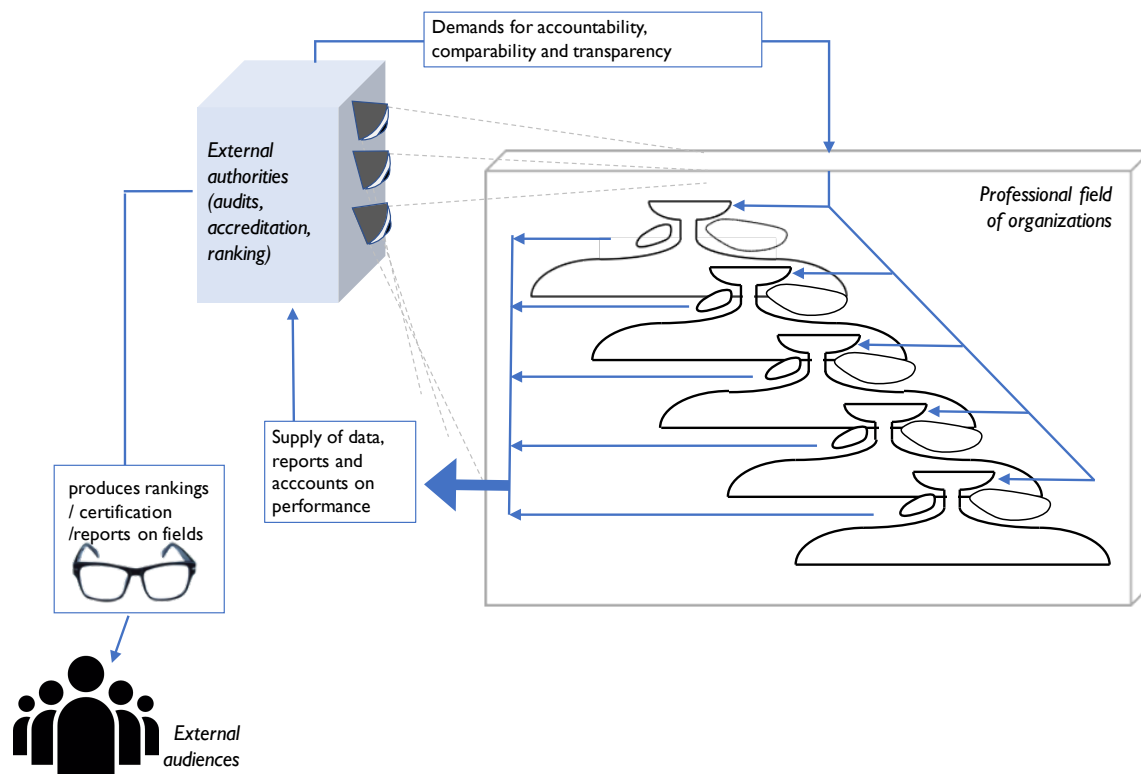 Demands for accountability,
comparability and transparency
External
authorities
(audits,
accreditation,
ranking)
Professional field
of organizations
Supply of data,
reports and
acccounts on
performance
produces rankings
/ certification
/reports on fields
External
audiences